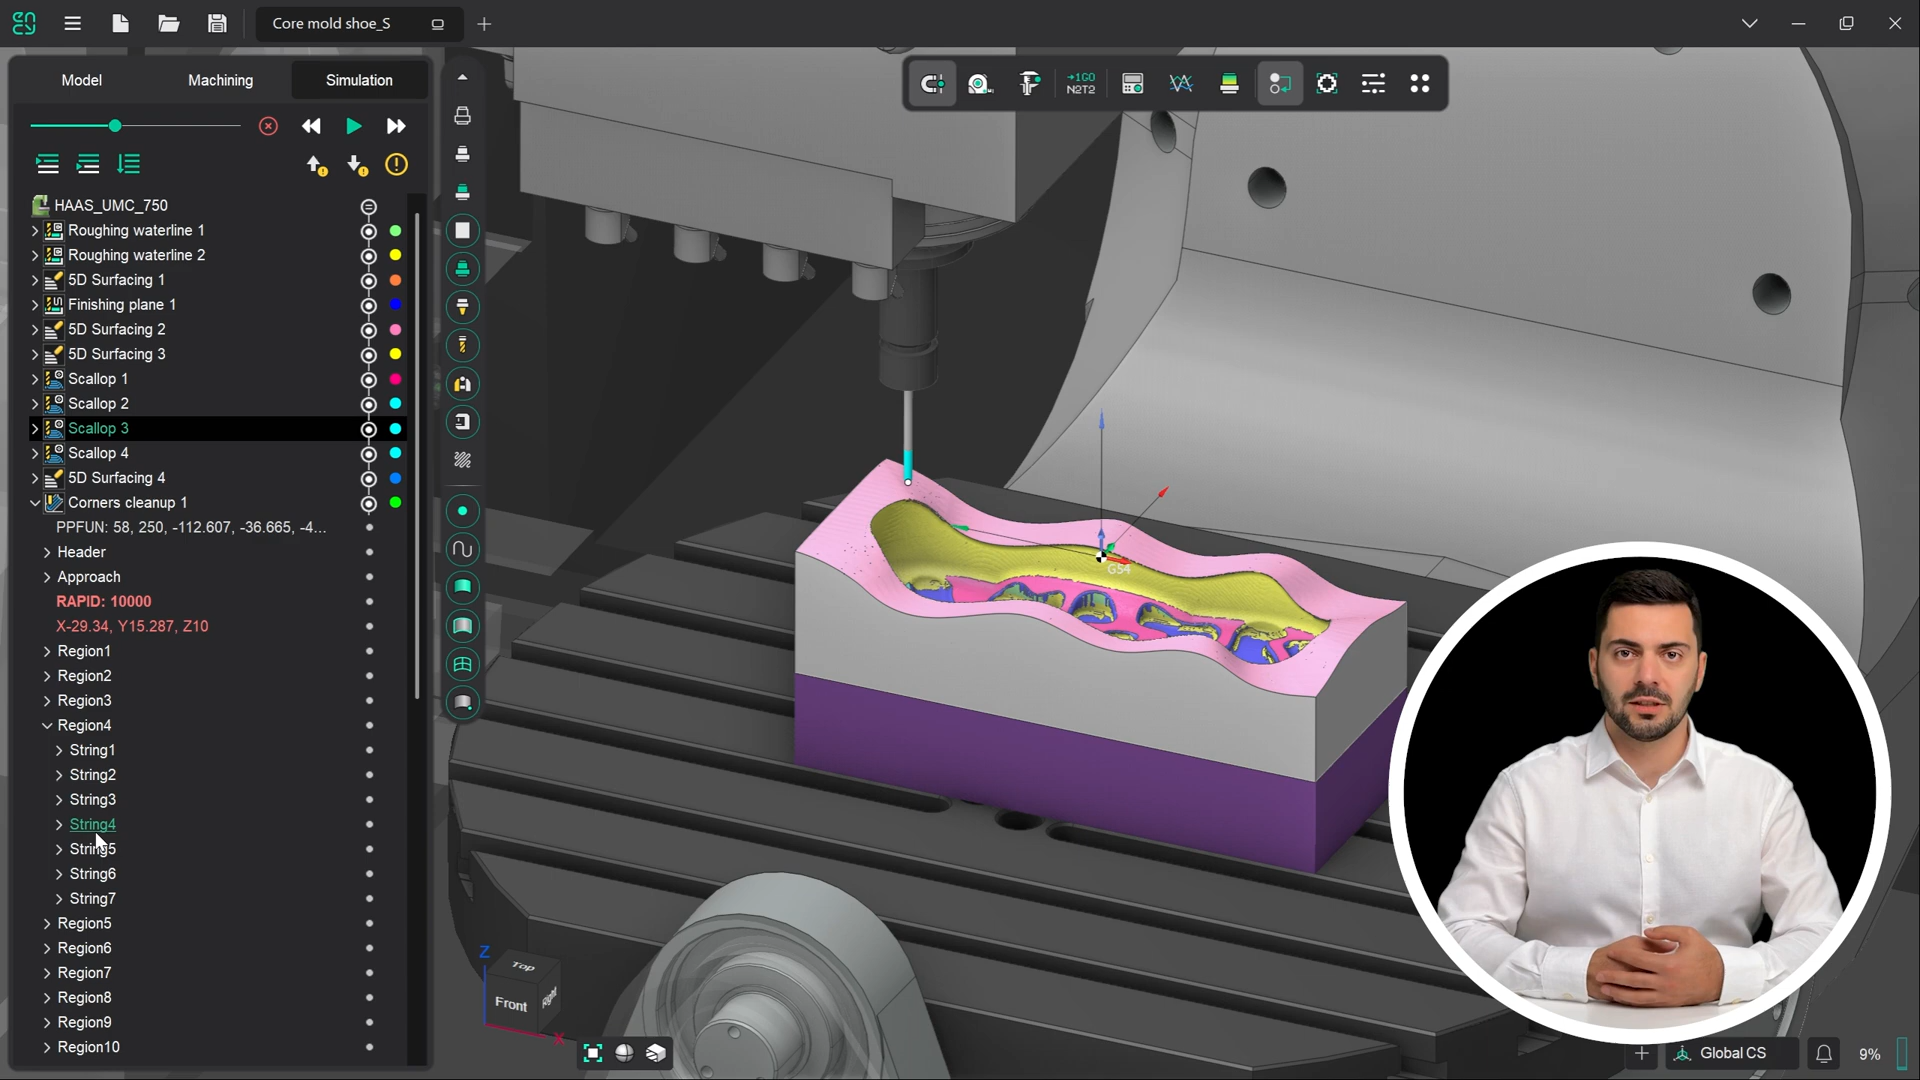 Core mold shoe_S
Model
Machining
Simulation
→1G0
N2T2
HAAS_UMC_750
Roughing waterline 1
Roughing waterline 2
5D Surfacing 1
Finishing plane 1
5D Surfacing 2
5D Surfacing 3
Scallop 1
Scallop 2
Scallop 3
Scallop 4
5D Surfacing 4
Corners cleanup 1
PPFUN: 58, 250, -112.607, -36.665, -4...
Header
Approach
RAPID: 10000
X-29.34, Y15.287, Z10
Region1
Region2
Region3
Region4
String1
String2
String3
String4
String5
String6
String7
Region5
Region6
Region7
Region8
Region9
Region10
G54
Z
Top
Front
Right
X
Global CS
9%